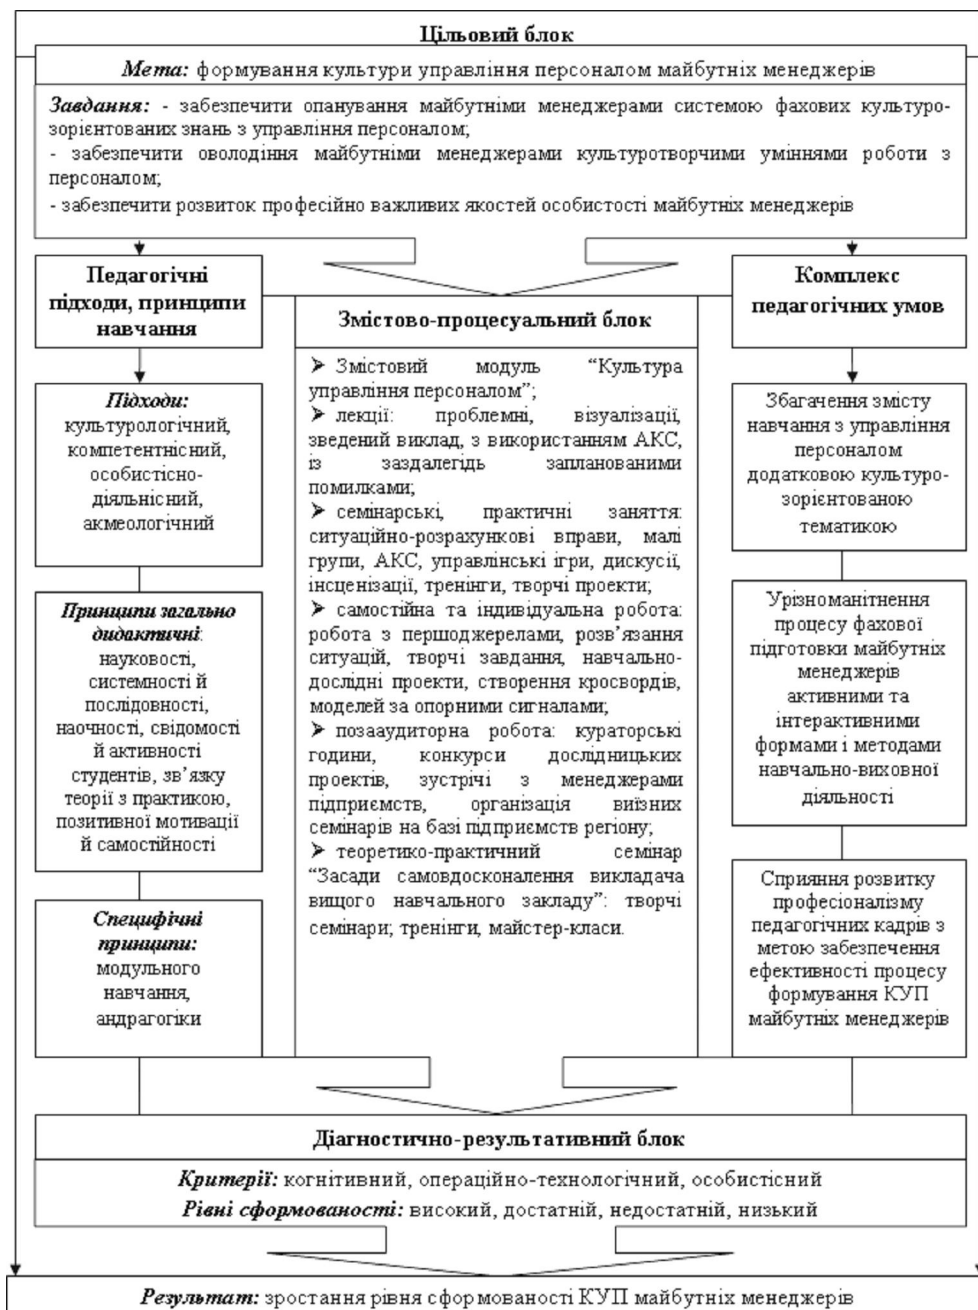 Цільовий блок
Мета: формування культури управління персоналом майбутніх менеджерів
Завдання: - забезпечити опанування майбутніми менеджерами системою фахових культуро-
зорієнтованих знань з управління персоналом;
- забезпечити оволодіння майбутніми менеджерами культуротворчими уміннями роботи з
персоналом;
- забезпечити розвиток професійно важливих якостей особистості майбутніх менеджерів
Педагогічні
підходи, принципи
навчання
Підходи:
культурологічний,
компетентнісний,
особистісно-
діяльнісний,
акмеологічний
Принципи загально
дидактичні:
науковості,
системності й
послідовності,
наочності, свідомості
й активності
студентів, зв’язку
теорії з практикою,
позитивної мотивації
й самостійності
Специфічні
принципи:
модульного
навчання,
андрагогіки
Змістово-процесуальний блок
➢ Змістовий модуль “Культура
управління персоналом”;
➢ лекції: проблемні, візуалізації,
зведений виклад, з використанням АКС,
із заздалегідь запланованими
помилками;
➢ семінарські, практичні заняття:
ситуаційно-розрахункові вправи, малі
групи, АКС, управлінські ігри, дискусії,
інсценізації, тренінги, творчі проекти;
➢ самостійна та індивідуальна робота:
робота з першоджерелами, розв’язання
ситуацій, творчі завдання, навчально-
дослідні проекти, створення кросвордів,
моделей за опорними сигналами;
➢ позааудиторна робота: кураторські
години, конкурси дослідницьких
проектів, зустрічі з менеджерами
підприємств, організація виїзних
семінарів на базі підприємств регіону;
➢ теоретико-практичний семінар
“Засади самовдосконалення викладача
вищого навчального закладу”: творчі
семінари; тренінги, майстер-класи.
Комплекс
педагогічних умов
Збагачення змісту
навчання з управління
персоналом
додатковою культуро-
зорієнтованою
тематикою
Урізноманітнення
процесу фахової
підготовки майбутніх
менеджерів
активними та
інтерактивними
формами і методами
навчально-виховної
діяльності
Сприяння розвитку
професіоналізму
педагогічних кадрів з
метою забезпечення
ефективності процесу
формування КУП
майбутніх менеджерів
Діагностично-результативний блок
Критерії: когнітивний, операційно-технологічний, особистісний
Рівні сформованості: високий, достатній, недостатній, низький
Результат: зростання рівня сформованості КУП майбутніх менеджерів